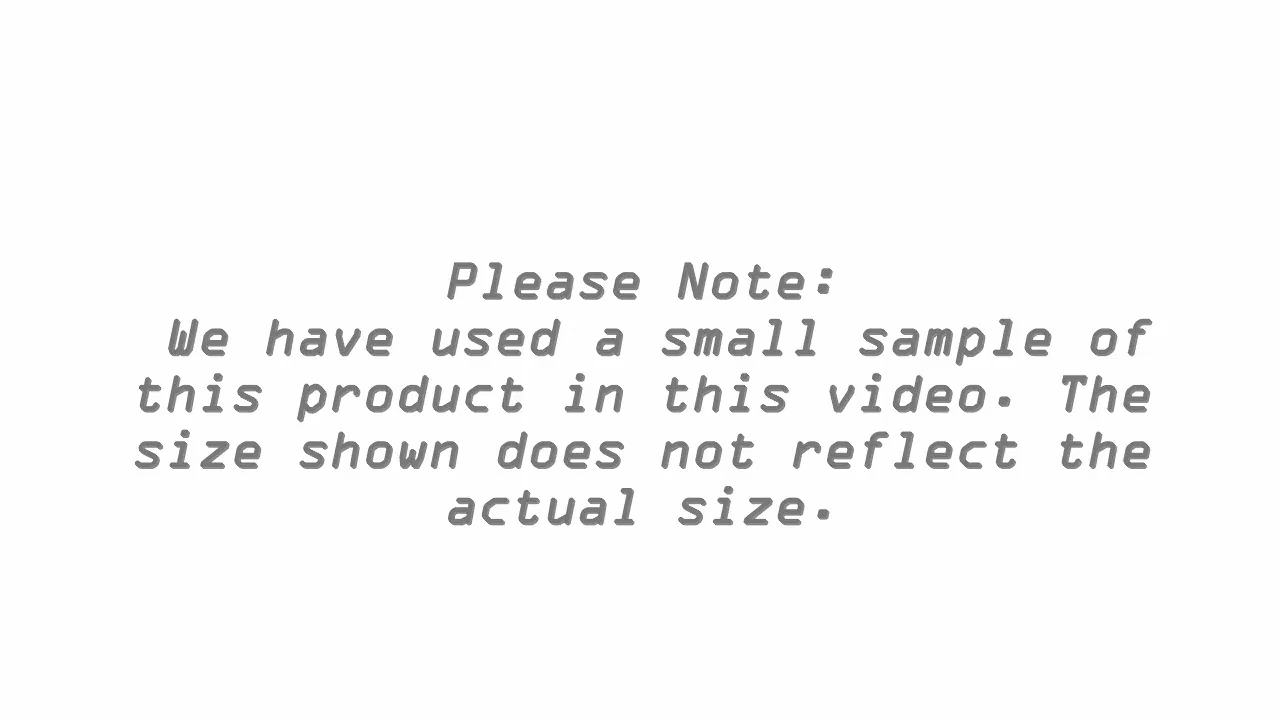 Please Note:
We have used a small sample of
this product in this video. The
size shown does not reflect the
actual size.